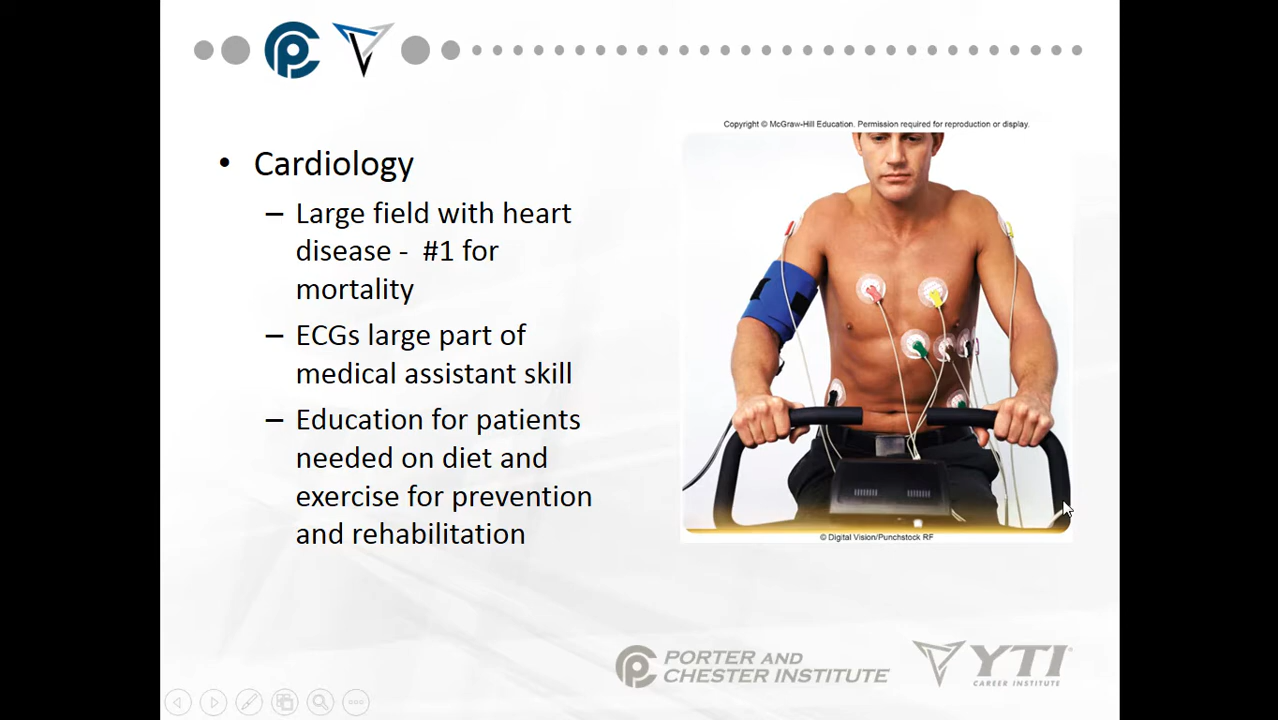 Copyright © McGraw-Hill Education. Permission required for reproduction or display.
• Cardiology
– Large field with heart
disease - #1 for
mortality
– ECGs large part of
medical assistant skill
– Education for patients
needed on diet and
exercise for prevention
and rehabilitation
© Digital Vision/Punchstock RF
PORTER AND
CHESTER INSTITUTE
YTI®
CAREER INSTITUTE